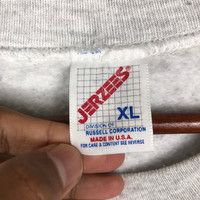 JERZEES
XL
DIVISION OF
RUSSELL CORPORATION
MADE IN U.S.A.
FOR CARE & CONTENT SEE REVERSE